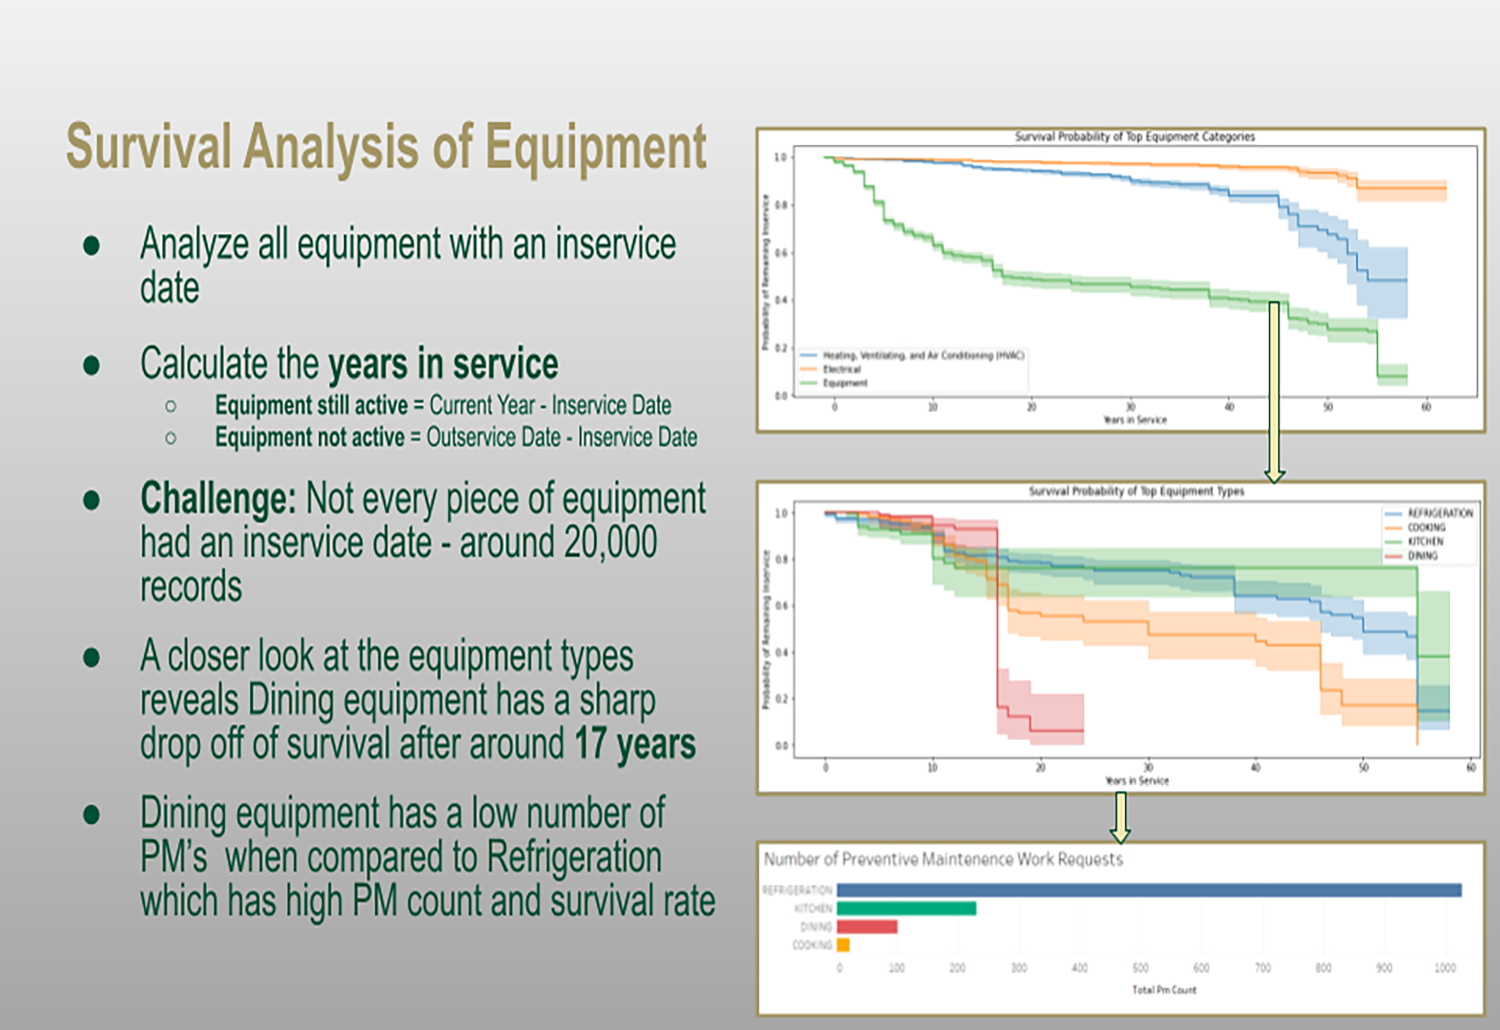 Survival Analysis of Equipment
● Analyze all equipment with an inservice
date
● Calculate the years in service
○ Equipment still active = Current Year - Inservice Date
○ Equipment not active = Outservice Date - Inservice Date
● Challenge: Not every piece of equipment
had an inservice date - around 20,000
records
● A closer look at the equipment types
reveals Dining equipment has a sharp
drop off of survival after around 17 years
● Dining equipment has a low number of
PM's  when compared to Refrigeration
which has high PM count and survival rate
Survival Probability of Top Equipment Categories
Probability of Remaining Inservice
1.0
0.8
0.6
0.4
0.2
0.0
Heating, Ventilating, and Air Conditioning (HVAC)
Electrical
Equipment
0 10 20 30 40 50 60
Years in Service
Survival Probability of Top Equipment Types
Probability of Remaining Inservice
1.0
0.8
0.6
0.4
0.2
0.0
REFRIGERATION
COOKING
KITCHEN
DINING
0 10 20 30 40 50 60
Years in Service
Number of Preventive Maintenence Work Requests
REFRIGERATION
KITCHEN
DINING
COOKING
0 100 200 300 400 500 600 700 800 900 1000
Total Pm Count